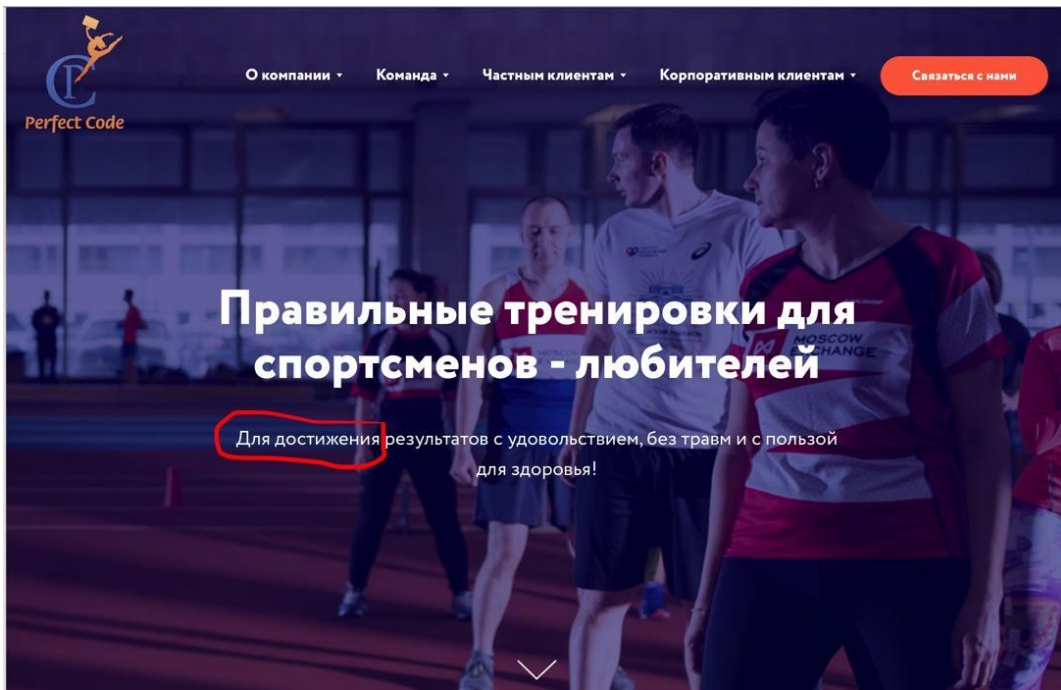 Perfect Code
О компании
Команда
Частным клиентам
Корпоративным клиентам
Связаться с нами
Правильные тренировки для
спортсменов - любителей
MOSCOW
Для достижения результатов с удовольствием, без травм и с пользой
для здоровья!